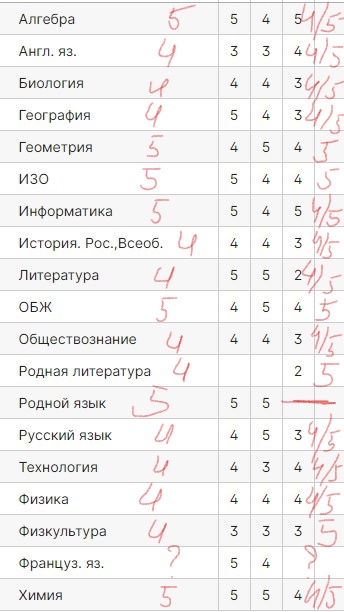 Алгебра 5 5 4 5 4/5
Англ. яз. 4 3 3 4 4/5
Биология 4 4 4 3 4/5
География 4 5 4 3 4/5
Геометрия 5 4 5 4 5
ИЗО 5 5 4 4 5
Информатика 5 5 4 5 4/5
История. Рос.,Всеоб. 4 4 4 3 4/5
Литература 4 5 5 2 4/5
ОБЖ 5 4 5 4 5
Обществознание 4 4 4 3 4/5
Родная литература 4 2 5
Родной язык 5 5 5 —
Русский язык 4 4 5 3 4/5
Технология 4 4 3 4 4/5
Физика 4 4 4 4 4/5
Физкультура 4 3 3 3 5
Француз. яз. ? 5 4 ?
Химия 5 5 5 4 4/5